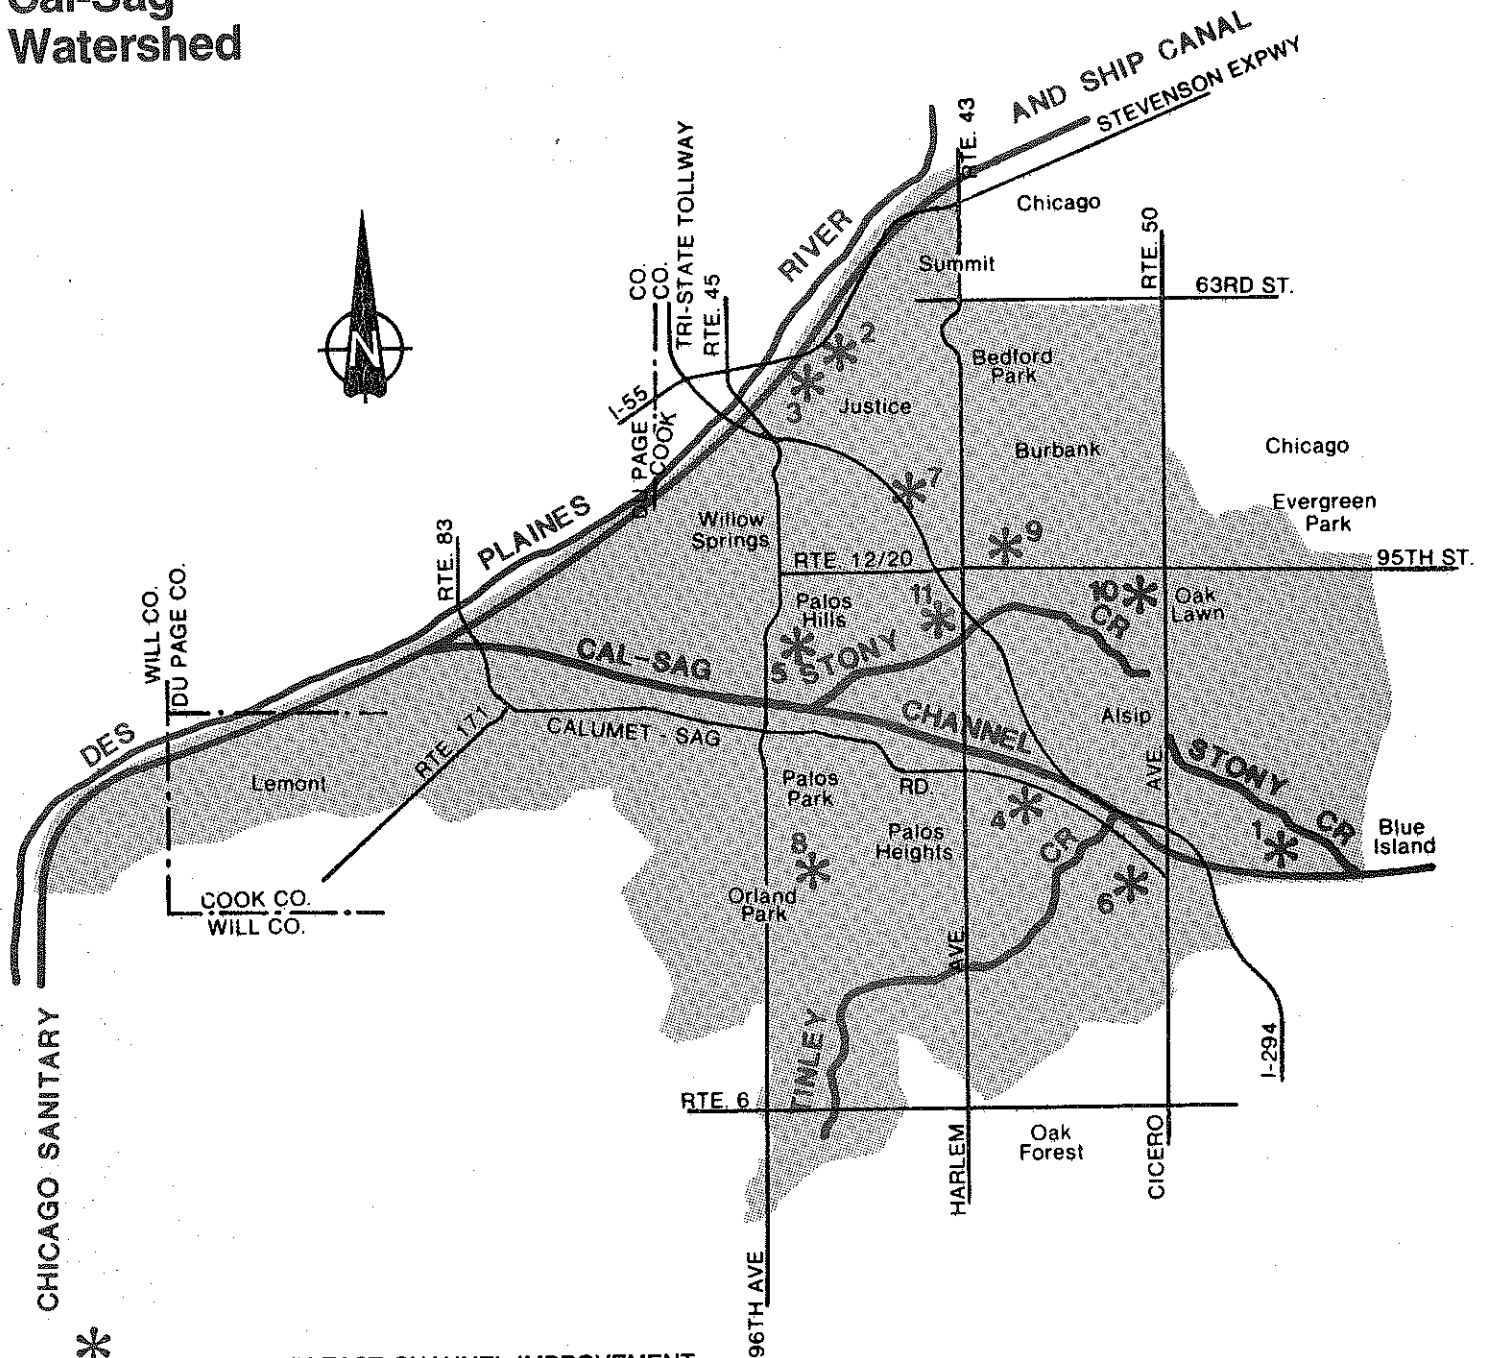 Cal-Sag
Watershed
AND SHIP CANAL
STEVENSON EXPWY
RTE. 43
Chicago
RIVER
Summit
RTE. 50
63RD ST.
CO.
CO.
TRI-STATE TOLLWAY
RTE. 45
N
2
3
Justice
Bedford
Park
I-55
DU PAGE
COOK
Burbank
Chicago
7
Evergreen
Park
Willow
Springs
9
PLAINES
RTE. 83
RTE. 12/20
95TH ST.
11
10
Palos
Hills
Oak
Lawn
CR
5
STONY
CAL-SAG
WILL CO.
DU PAGE CO.
CHANNEL
Alsip
RTE 171
CALUMET - SAG
RD
DES
Lemont
AVE.
STONY
CR
Palos
Park
4
Palos
Heights
CR
1
Blue
Island
8
6
Orland
Park
COOK CO.
WILL CO.
AVE.
TINLEY
I-294
CHICAGO SANITARY
RTE. 6
HARLEM
Oak
Forest
CICERO
96TH AVE
CHANNEL IMPROVEMENT